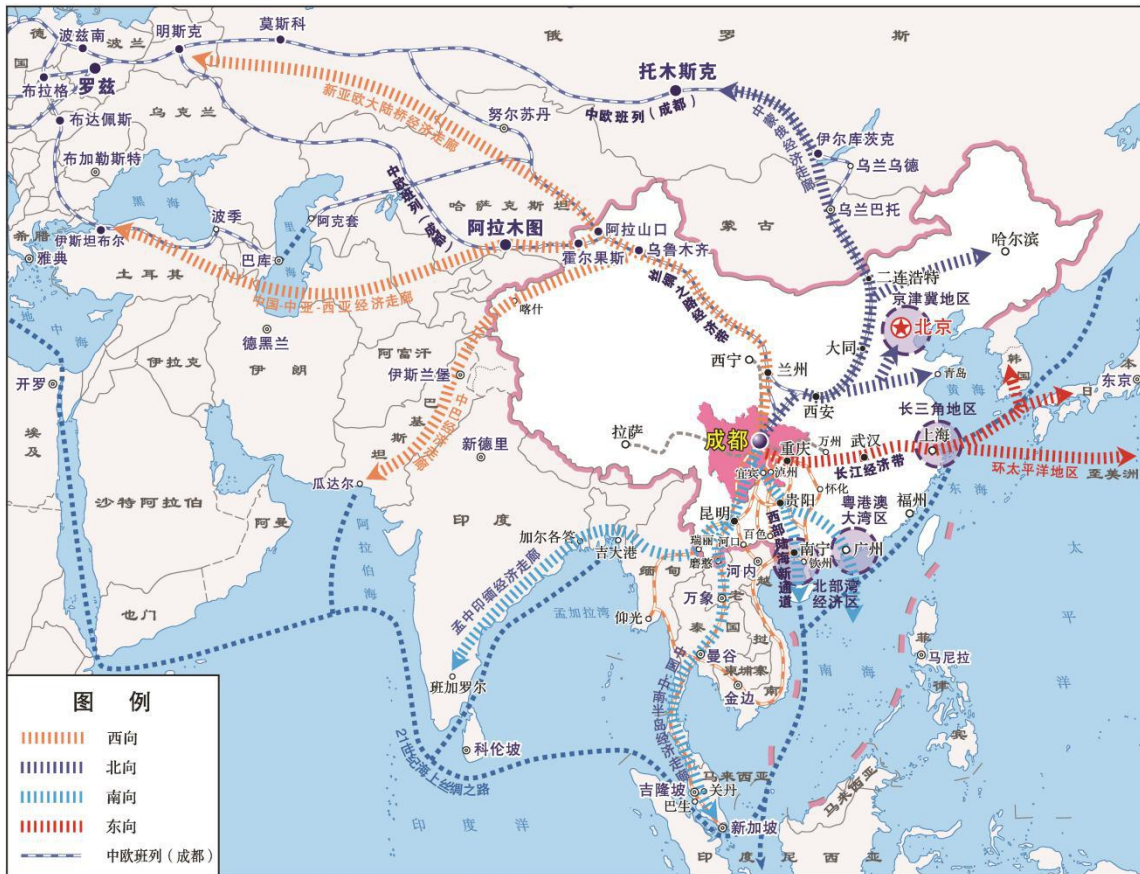 德国
波兹南
波兰
明斯克
莫斯科
俄罗斯
托木斯克
布拉格
罗兹
乌克兰
新亚欧大陆桥经济走廊
努尔苏丹
中欧班列（成都）
中蒙俄经济走廊
伊尔库茨克
乌兰乌德
布达佩斯
布加勒斯特
黑海
波季
里海
阿克套
哈萨克斯坦
中欧班列（成都）
阿拉木图
阿拉山口
霍尔果斯
乌鲁木齐
蒙古
乌兰巴托
哈尔滨
希腊
雅典
伊斯坦布尔
土耳其
巴库
中国-中亚-西亚经济走廊
丝绸之路经济带
二连浩特
京津冀地区
北京
喀什
地中海
伊拉克
德黑兰
伊朗
阿富汗
伊斯兰堡
巴基斯坦
中巴经济走廊
西宁
兰州
大同
西安
青岛
黄海
韩国
日本
东京
开罗
埃及
长三角地区
上海
成都
拉萨
重庆
万州
武汉
长江经济带
环太平洋地区
至美洲
东海
宜宾
泸州
新德里
瓜达尔
沙特阿拉伯
阿曼
阿拉伯海
印度
加尔各答
吉大港
昆明
贵阳
怀化
粤港澳大湾区
福州
瑞丽
河口
百色
西部陆海新通道
南宁
钦州
广州
磨憨
河内
北部湾经济区
缅甸
老挝
越南
万象
也门
孟中印缅经济走廊
孟加拉湾
仰光
泰国
曼谷
柬埔寨
金边
南海
菲律宾
马尼拉
太平洋
班加罗尔
科伦坡
21世纪海上丝绸之路
中国-中南半岛经济走廊
马来西亚
吉隆坡
关丹
巴生
新加坡
马来西亚
印度洋
印度尼西亚
图例
西向
北向
南向
东向
中欧班列（成都）